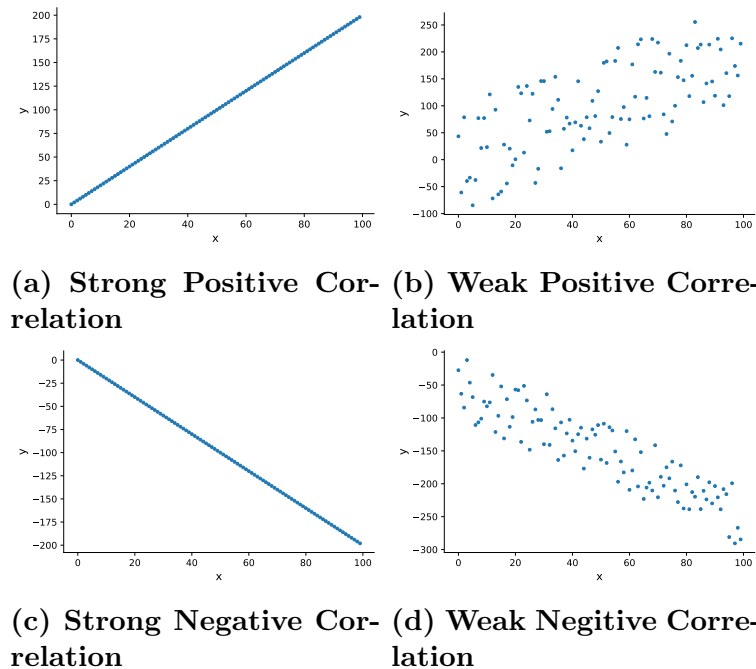 200
175
150
125
100
75
50
25
0
y
0 20 40 60 80 100
x
250
200
150
100
50
0
−50
−100
y
0 20 40 60 80 100
x
(a) Strong Positive Cor-
relation
(b) Weak Positive Corre-
lation
0
−25
−50
−75
−100
−125
−150
−175
−200
y
0 20 40 60 80 100
x
0
−50
−100
−150
−200
−250
−300
y
0 20 40 60 80 100
x
(c) Strong Negative Cor-
relation
(d) Weak Negitive Corre-
lation